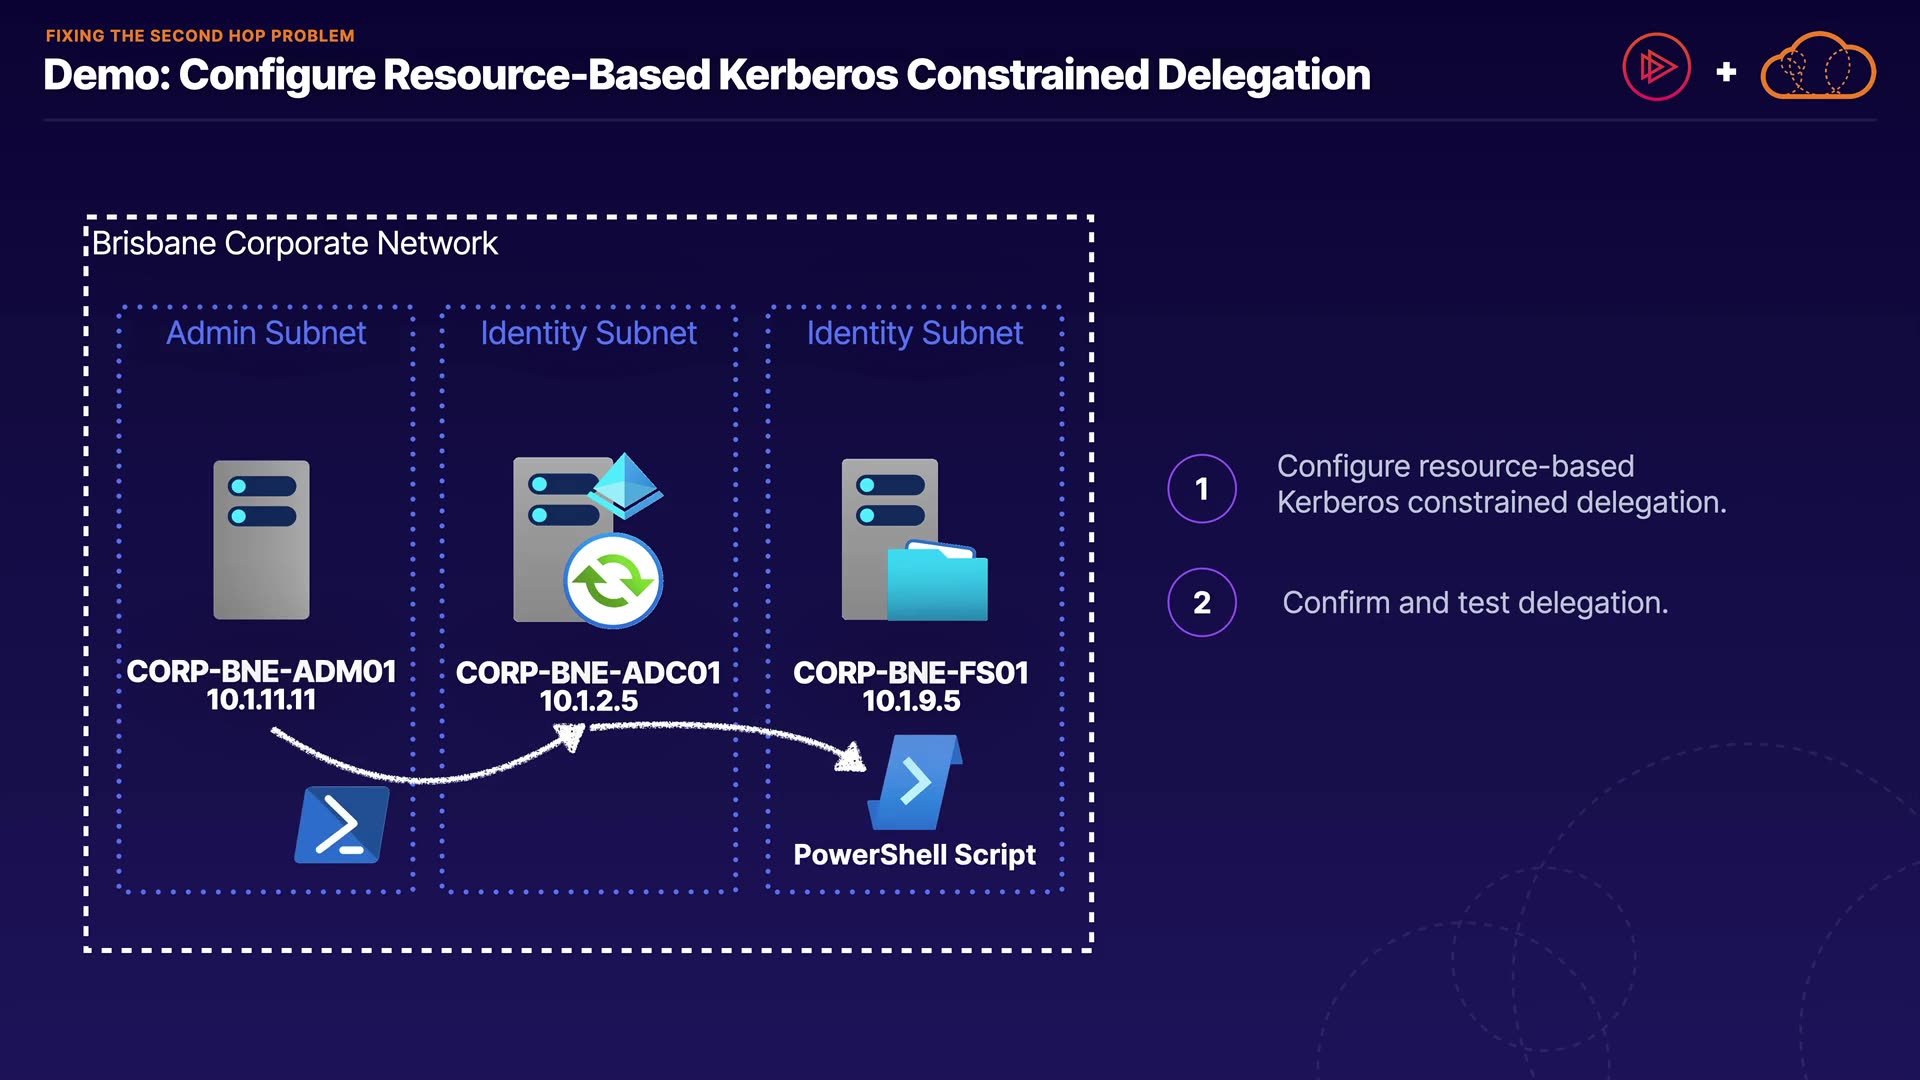 FIXING THE SECOND HOP PROBLEM
Demo: Configure Resource-Based Kerberos Constrained Delegation
+
Brisbane Corporate Network
Admin Subnet
Identity Subnet
Identity Subnet
CORP-BNE-ADM01
10.1.11.11
CORP-BNE-ADC01
10.1.2.5
CORP-BNE-FS01
10.1.9.5
PowerShell Script
1
Configure resource-based
Kerberos constrained delegation.
2
Confirm and test delegation.